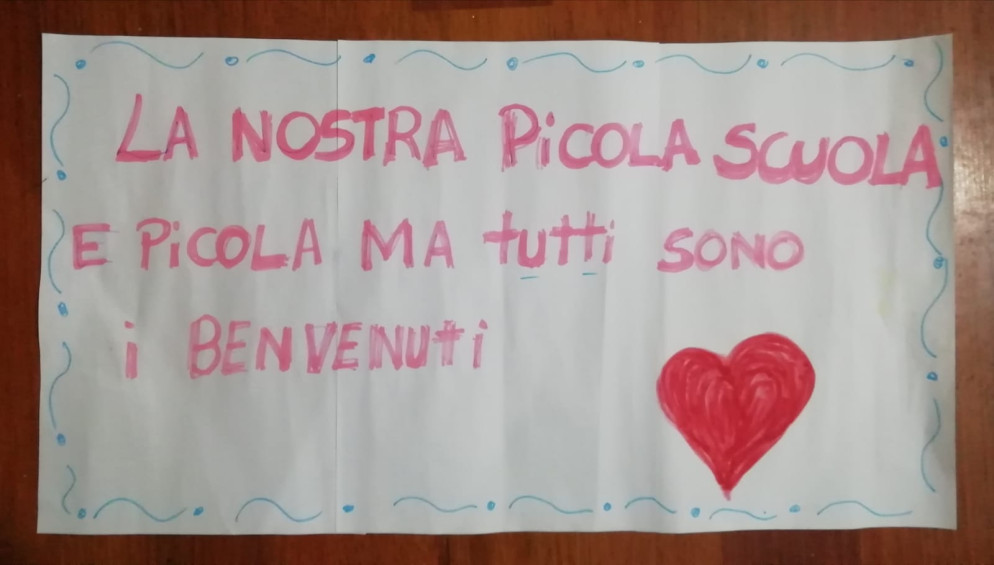 LA NOSTRA PiCOLA SCUOLA
E PiCOLA MA tutti SONO
i BENVENUti